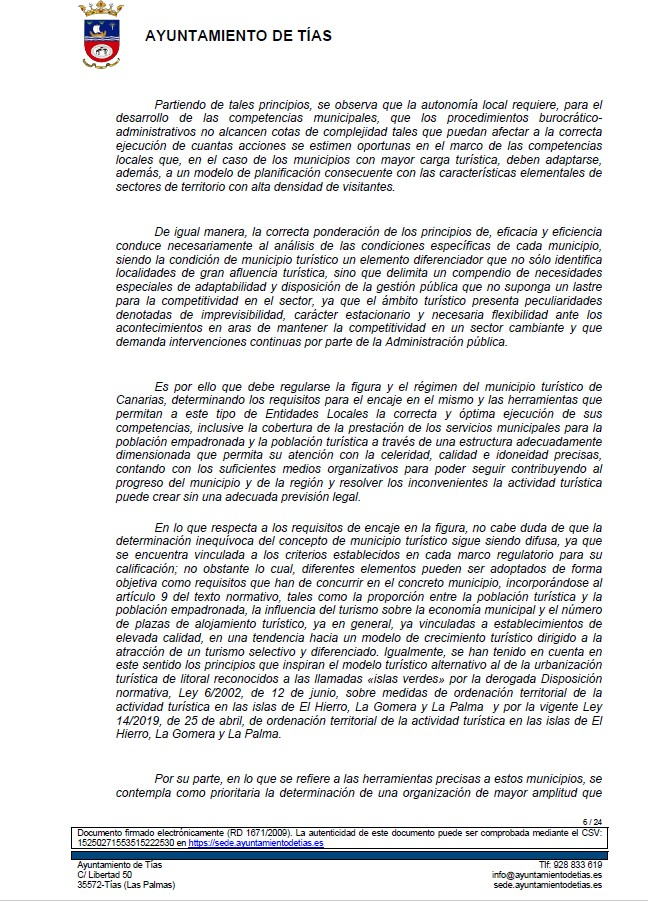 AYUNTAMIENTO DE TÍAS
Partiendo de tales principios, se observa que la autonomía local requiere, para el
desarrollo de las competencias municipales, que los procedimientos burocrático-
administrativos no alcancen cotas de complejidad tales que puedan afectar a la correcta
ejecución de cuantas acciones se estimen oportunas en el marco de las competencias
locales que, en el caso de los municipios con mayor carga turística, deben adaptarse,
además, a un modelo de planificación consecuente con las características elementales de
sectores de territorio con alta densidad de visitantes.
De igual manera, la correcta ponderación de los principios de, eficacia y eficiencia
conduce necesariamente al análisis de las condiciones específicas de cada municipio,
siendo la condición de municipio turístico un elemento diferenciador que no sólo identifica
localidades de gran afluencia turística, sino que delimita un compendio de necesidades
especiales de adaptabilidad y disposición de la gestión pública que no suponga un lastre
para la competitividad en el sector, ya que el ámbito turístico presenta peculiaridades
denotadas de imprevisibilidad, carácter estacionario y necesaria flexibilidad ante los
acontecimientos en aras de mantener la competitividad en un sector cambiante y que
demanda intervenciones continuas por parte de la Administración pública.
Es por ello que debe regularse la figura y el régimen del municipio turístico de
Canarias, determinando los requisitos para el encaje en el mismo y las herramientas que
permitan a este tipo de Entidades Locales la correcta y óptima ejecución de sus
competencias, inclusive la cobertura de la prestación de los servicios municipales para la
población empadronada y la población turística a través de una estructura adecuadamente
dimensionada que permita su atención con la celeridad, calidad e idoneidad precisas,
contando con los suficientes medios organizativos para poder seguir contribuyendo al
progreso del municipio y de la región y resolver los inconvenientes la actividad turística
puede crear sin una adecuada previsión legal.
En lo que respecta a los requisitos de encaje en la figura, no cabe duda de que la
determinación inequívoca del concepto de municipio turístico sigue siendo difusa, ya que
se encuentra vinculada a los criterios establecidos en cada marco regulatorio para su
calificación; no obstante lo cual, diferentes elementos pueden ser adoptados de forma
objetiva como requisitos que han de concurrir en el concreto municipio, incorporándose al
artículo 9 del texto normativo, tales como la proporción entre la población turística y la
población empadronada, la influencia del turismo sobre la economía municipal y el número
de plazas de alojamiento turístico, ya en general, ya vinculadas a establecimientos de
elevada calidad, en una tendencia hacia un modelo de crecimiento turístico dirigido a la
atracción de un turismo selectivo y diferenciado. Igualmente, se han tenido en cuenta en
este sentido los principios que inspiran el modelo turístico alternativo al de la urbanización
turística de litoral reconocidos a las llamadas «islas verdes» por la derogada Disposición
normativa, Ley 6/2002, de 12 de junio, sobre medidas de ordenación territorial de la
actividad turística en las islas de El Hierro, La Gomera y La Palma y por la vigente Ley
14/2019, de 25 de abril, de ordenación territorial de la actividad turística en las islas de El
Hierro, La Gomera y La Palma.
Por su parte, en lo que se refiere a las herramientas precisas a estos municipios, se
contempla como prioritaria la determinación de una organización de mayor amplitud que
6 / 24
Documento firmado electrónicamente (RD 1671/2009). La autenticidad de este documento puede ser comprobada mediante el CSV:
15250271553515222530 en https://sede.ayuntamientodetias.es
Ayuntamiento de Tías Tlf: 928 833 619
C/ Libertad 50 info@ayuntamientodetias.es
35572-Tías (Las Palmas) sede.ayuntamientodetias.es